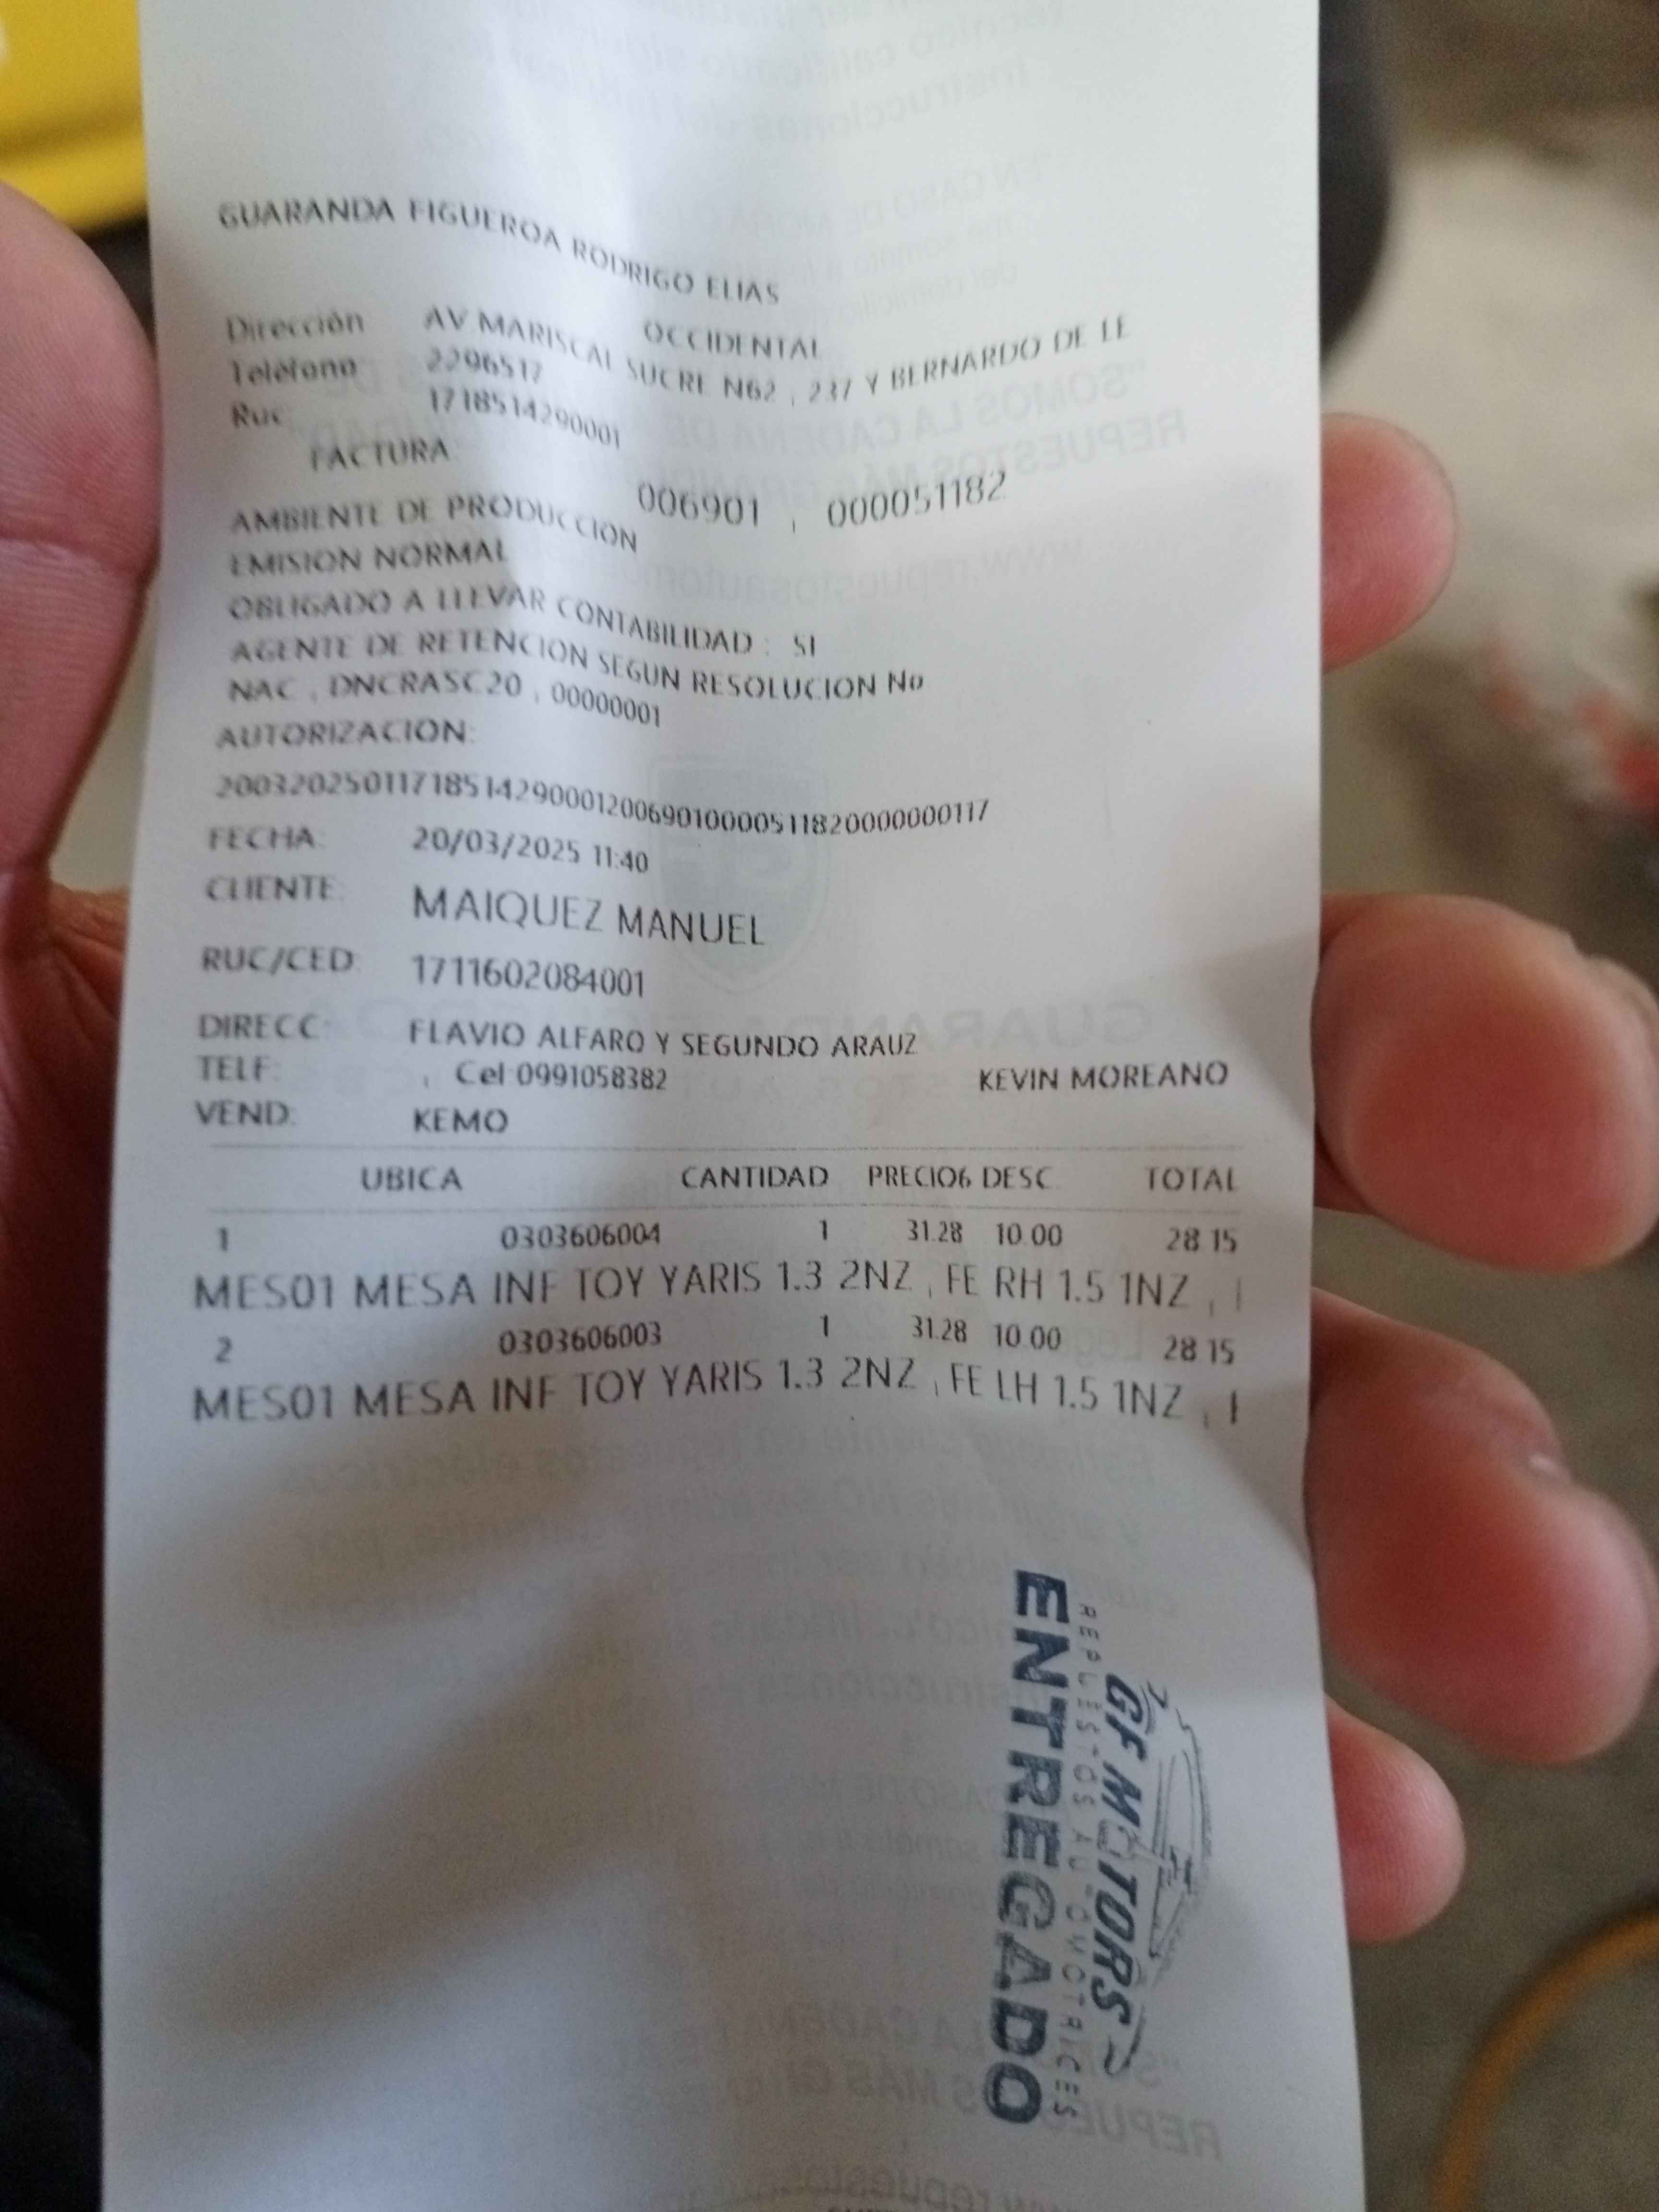 GUARANDA FIGUEROA RODRIGO ELIAS
OCCIDENTAL
Dirección AV MARISCAL SUCRE N62 , 237 Y BERNARDO DE LE
Teléfono 2296517
Ruc 1718514290001
FACTURA 006901 , 000051182
AMBIENTE DE PRODUCCION
EMISION NORMAL
OBLIGADO A LLEVAR CONTABILIDAD : SI
AGENTE DE RETENCION SEGUN RESOLUCION No
NAC , DNCRASC20 , 00000001
AUTORIZACION:
2003202501171851429000120069010000511820000000117
FECHA: 20/03/2025 11:40
CLIENTE: MAIQUEZ MANUEL
RUC/CED: 1711602084001
DIRECC: FLAVIO ALFARO Y SEGUNDO ARAUZ
TELF: , Cel:0991058382 KEVIN MOREANO
VEND: KEMO
UBICA CANTIDAD PRECIO6 DESC. TOTAL
1 0303606004 1 31.28 10.00 28.15
MES01 MESA INF TOY YARIS 1.3 2NZ , FE RH 1.5 1NZ ,
2 0303606003 1 31.28 10.00 28.15
MES01 MESA INF TOY YARIS 1.3 2NZ , FE LH 1.5 1NZ ,
GF MOTORS
REPUESTOS AUTOMOTRICES
ENTREGADO